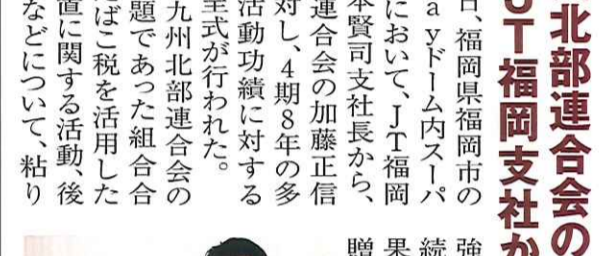 北部連合会の
JT福岡支社か
日、福岡県福岡市の
ayドーム内スーパ
において、JT福岡
本賢司支社長から、
連合会の加藤正信
対し、4期8年の多
活動功績に対する
呈式が行われた。
九州北部連合会の
題であった組合合
ばこ税を活用した
置に関する活動、後
などについて、粘り
強
続
果
贈